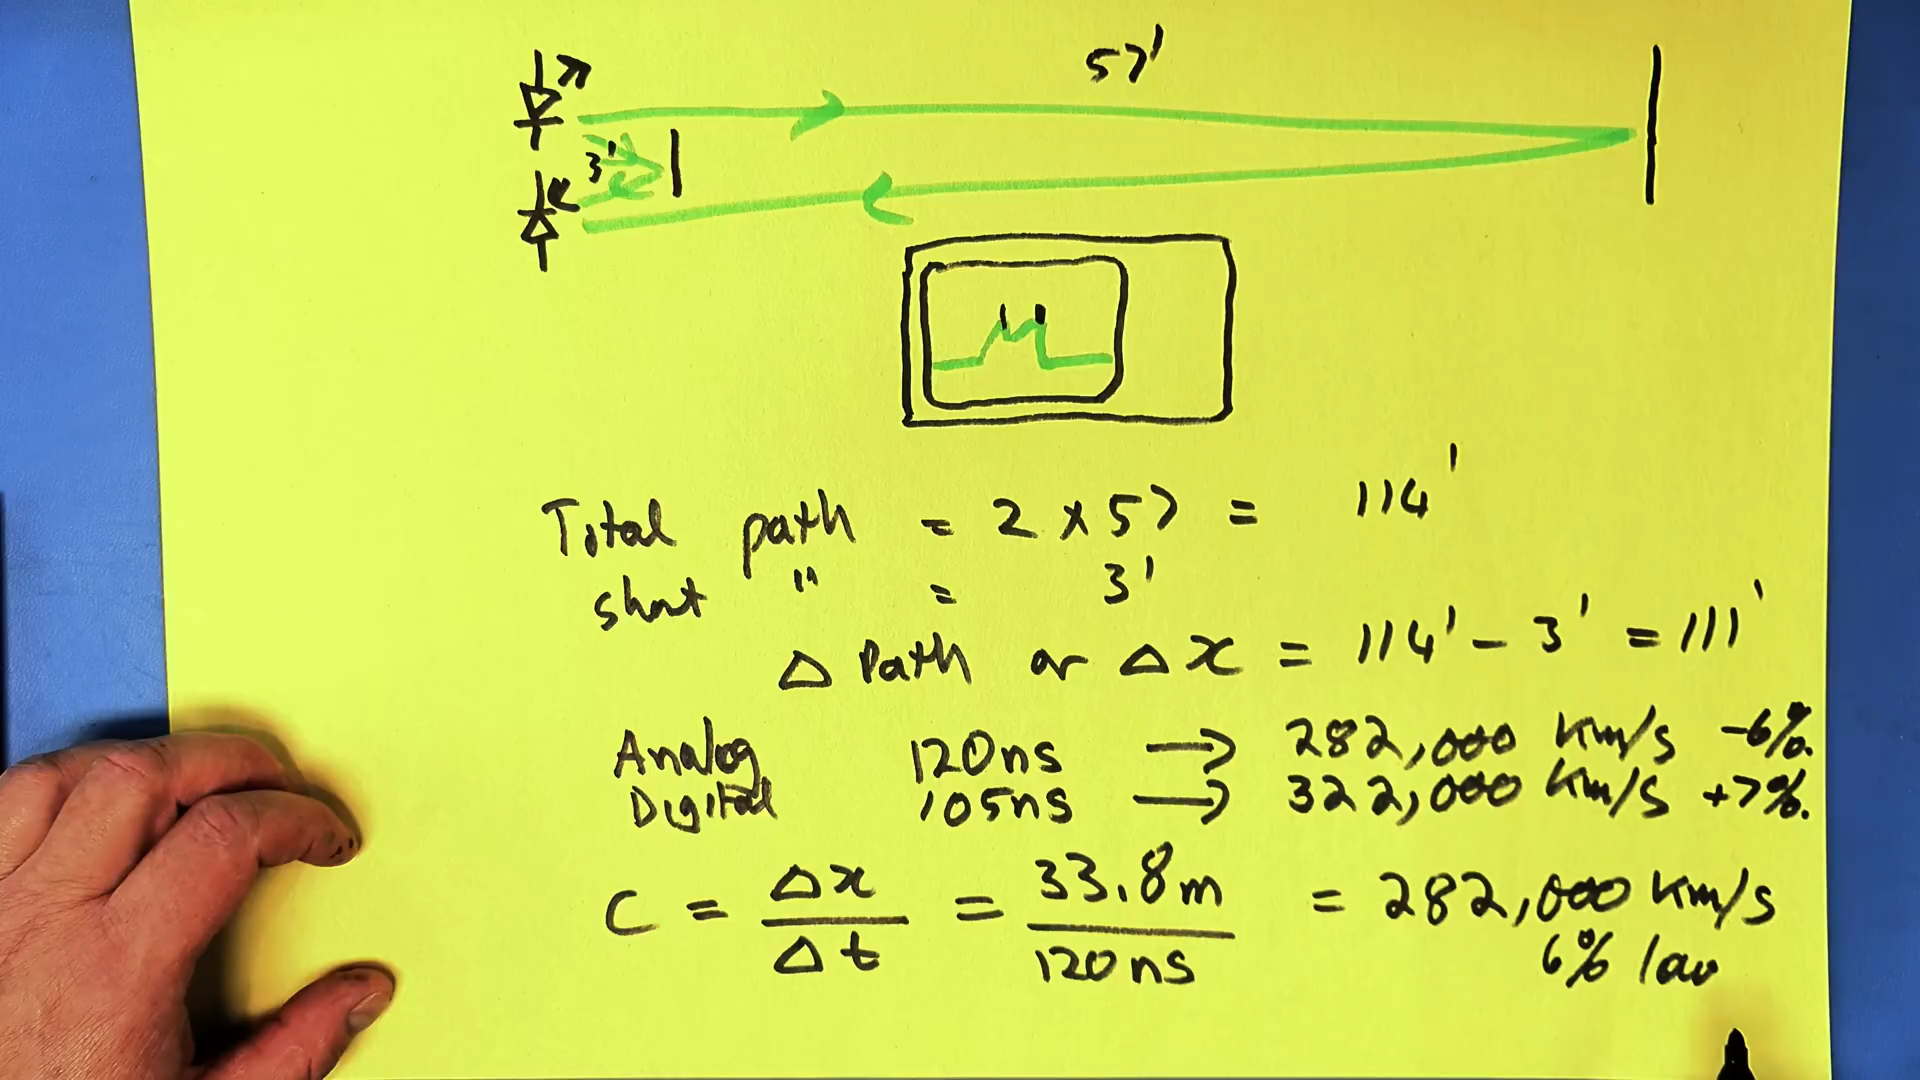 57'
3'
Total path = 2 x 57 = 114'
short " = 3'
Δ Path or Δx = 114' - 3' = 111'
Analog 120ns → 282,000 Km/s -6%
Digital 105ns → 322,000 Km/s +7%
C = Δx / Δt = 33.8m / 120ns = 282,000 Km/s
6% low